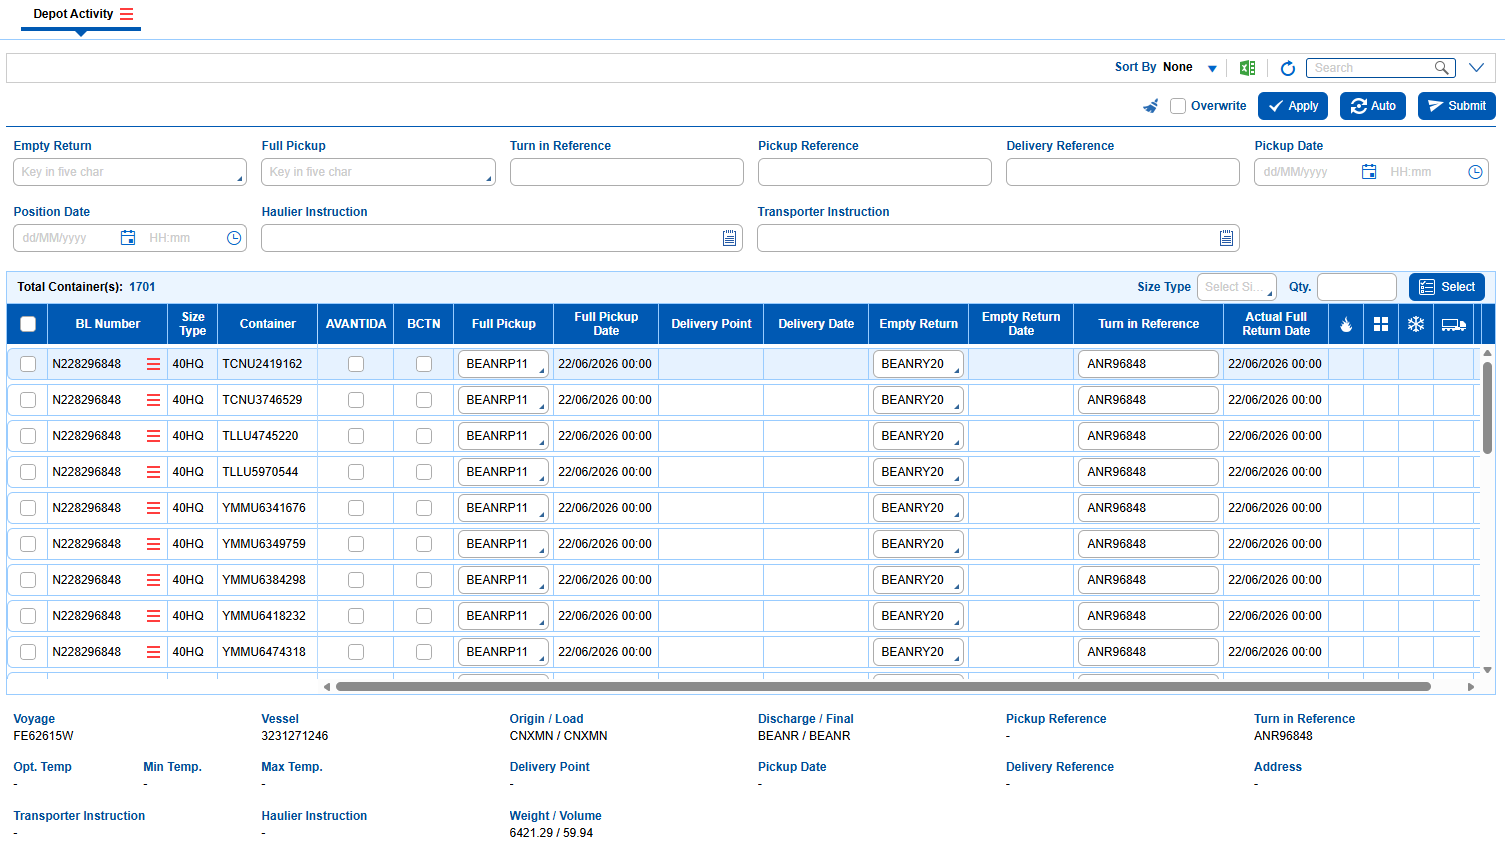 Depot Activity
Sort By None Search
Overwrite Apply Auto Submit
Empty Return Full Pickup Turn in Reference Pickup Reference Delivery Reference Pickup Date
Key in five char Key in five char dd/MM/yyyy HH:mm
Position Date Haulier Instruction Transporter Instruction
dd/MM/yyyy HH:mm
Total Container(s): 1701 Size Type Select Si... Qty. Select
BL Number Size Type Container AVANTIDA BCTN Full Pickup Full Pickup Date Delivery Point Delivery Date Empty Return Empty Return Date Turn in Reference Actual Full Return Date
N228296848 40HQ TCNU2419162 BEANRP11 22/06/2026 00:00 BEANRY20 ANR96848 22/06/2026 00:00
N228296848 40HQ TCNU3746529 BEANRP11 22/06/2026 00:00 BEANRY20 ANR96848 22/06/2026 00:00
N228296848 40HQ TLLU4745220 BEANRP11 22/06/2026 00:00 BEANRY20 ANR96848 22/06/2026 00:00
N228296848 40HQ TLLU5970544 BEANRP11 22/06/2026 00:00 BEANRY20 ANR96848 22/06/2026 00:00
N228296848 40HQ YMMU6341676 BEANRP11 22/06/2026 00:00 BEANRY20 ANR96848 22/06/2026 00:00
N228296848 40HQ YMMU6349759 BEANRP11 22/06/2026 00:00 BEANRY20 ANR96848 22/06/2026 00:00
N228296848 40HQ YMMU6384298 BEANRP11 22/06/2026 00:00 BEANRY20 ANR96848 22/06/2026 00:00
N228296848 40HQ YMMU6418232 BEANRP11 22/06/2026 00:00 BEANRY20 ANR96848 22/06/2026 00:00
N228296848 40HQ YMMU6474318 BEANRP11 22/06/2026 00:00 BEANRY20 ANR96848 22/06/2026 00:00
Voyage Vessel Origin / Load Discharge / Final Pickup Reference Turn in Reference
FE62615W 3231271246 CNXMN / CNXMN BEANR / BEANR - ANR96848
Opt. Temp Min Temp. Max Temp. Delivery Point Pickup Date Delivery Reference Address
- - - - - - -
Transporter Instruction Haulier Instruction Weight / Volume
- - 6421.29 / 59.94